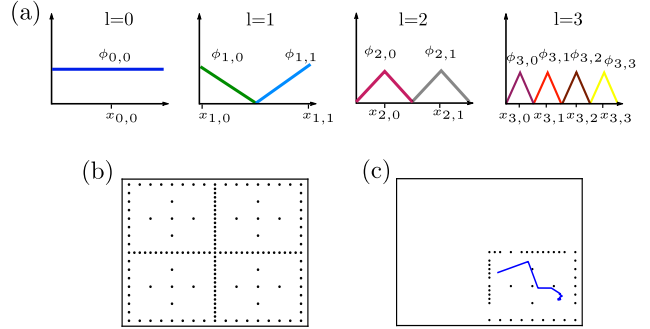 (a) l=0 l=1 l=2 l=3
ϕ0,0 ϕ1,0 ϕ1,1 ϕ2,0 ϕ2,1 ϕ3,0 ϕ3,1 ϕ3,2 ϕ3,3
x0,0 x1,0 x1,1 x2,0 x2,1 x3,0 x3,1 x3,2 x3,3
(b) (c)